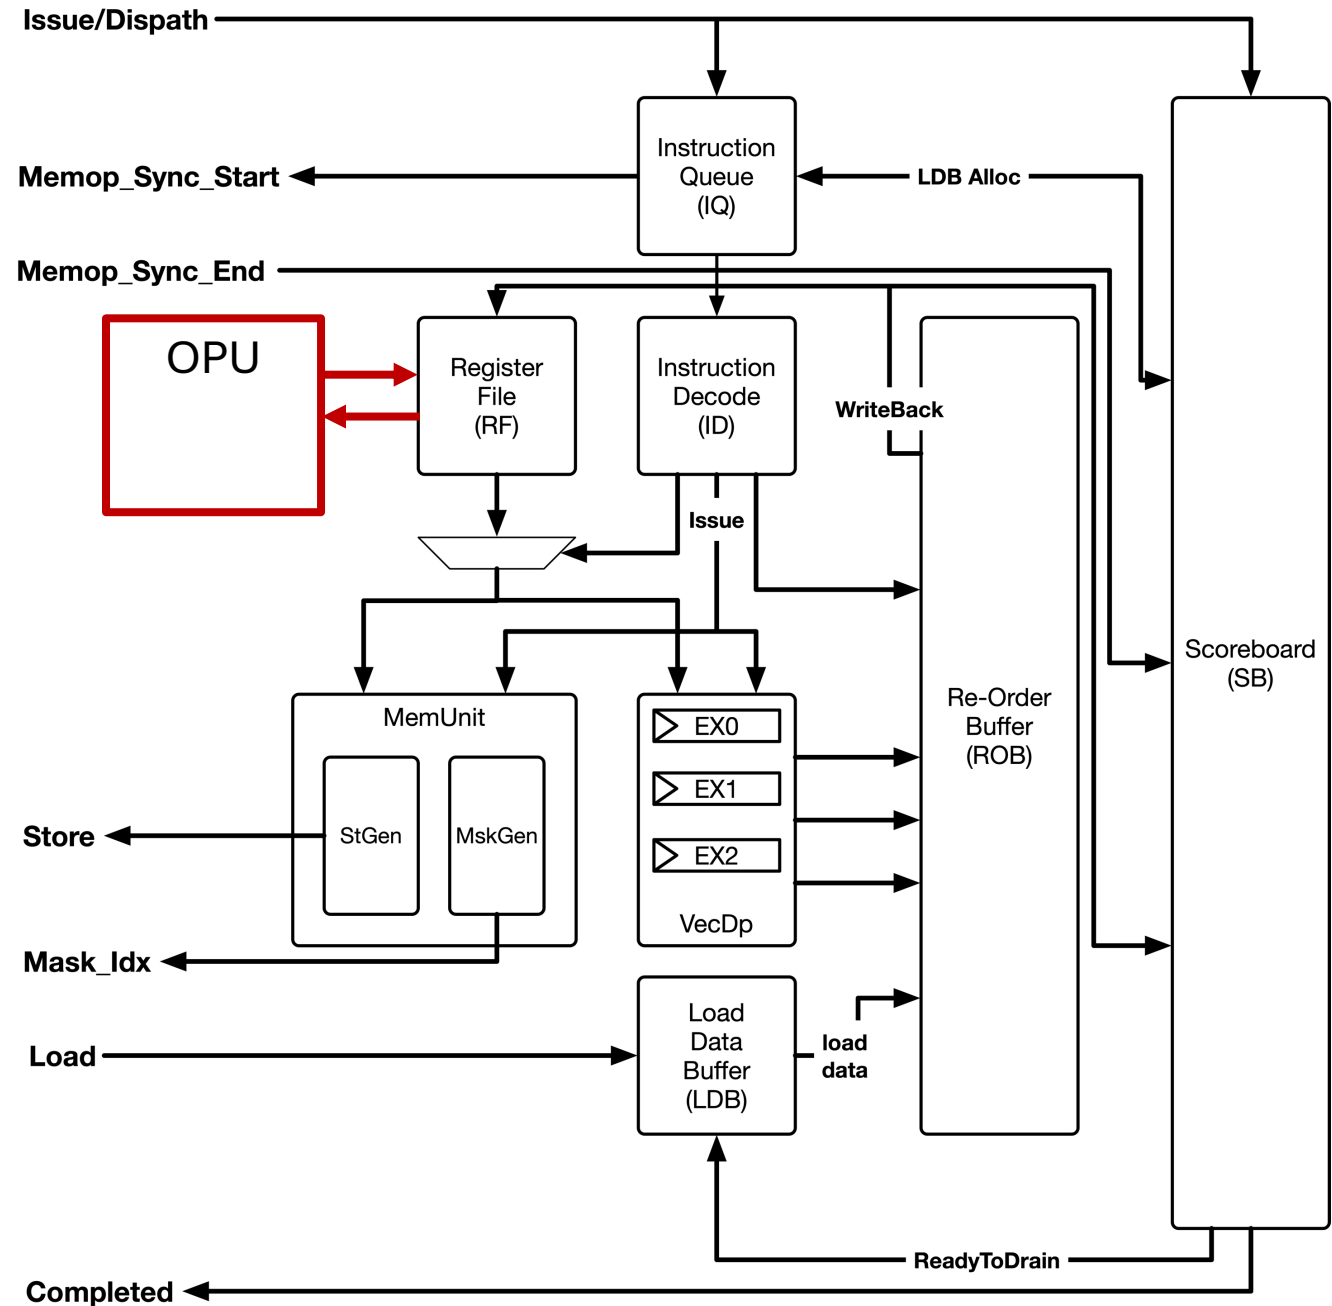 Issue/Dispath
Instruction
Queue
(IQ)
Memop_Sync_Start
LDB Alloc
Memop_Sync_End
OPU
Register
File
(RF)
Instruction
Decode
(ID)
WriteBack
Issue
Scoreboard
(SB)
Re-Order
Buffer
(ROB)
MemUnit
EX0
EX1
EX2
VecDp
StGen
MskGen
Store
Mask_Idx
Load
Load
Data
Buffer
(LDB)
load
data
ReadyToDrain
Completed